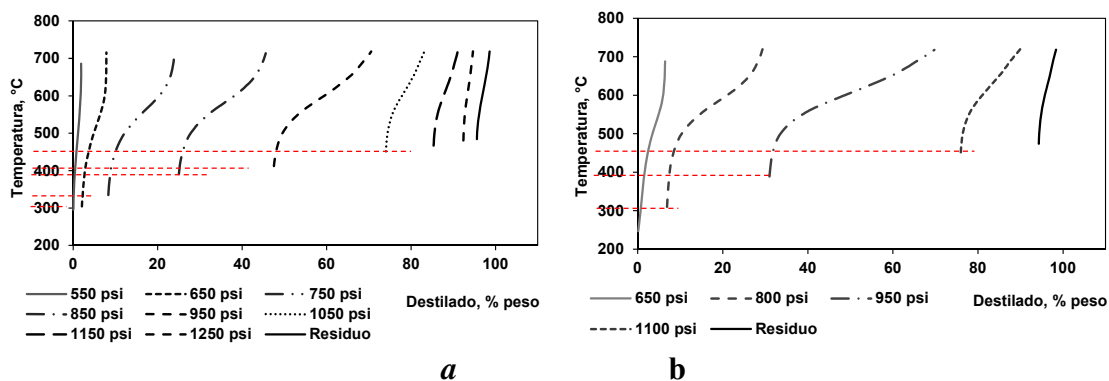 800
700
600
500
400
300
200
Temperatura, °C
0 20 40 60 80 100
Destilado, % peso
550 psi 650 psi 750 psi
850 psi 950 psi 1050 psi
1150 psi 1250 psi Residuo
a
800
700
600
500
400
300
200
Temperatura, °C
0 20 40 60 80 100
Destilado, % peso
650 psi 800 psi 950 psi
1100 psi Residuo
b